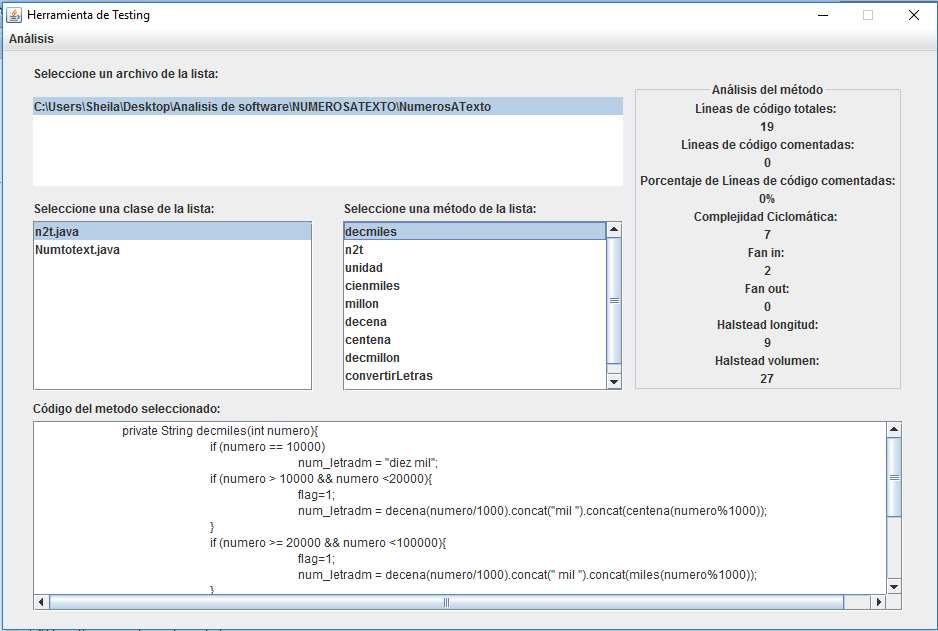 Herramienta de Testing
Análisis
Seleccione un archivo de la lista:
C:\Users\Sheila\Desktop\Analisis de software\NUMEROSATEXTO\NumerosATexto
Seleccione una clase de la lista:
n2t.java
Numtotext.java
Seleccione una método de la lista:
decmiles
n2t
unidad
cienmiles
millon
decena
centena
decmillon
convertirLetras
Análisis del método
Líneas de código totales:
19
Líneas de código comentadas:
0
Porcentaje de Líneas de código comentadas:
0%
Complejidad Ciclomática:
7
Fan in:
2
Fan out:
0
Halstead longitud:
9
Halstead volumen:
27
Código del metodo seleccionado:
private String decmiles(int numero){
if (numero == 10000)
num_letradm = "diez mil";
if (numero > 10000 && numero <20000){
flag=1;
num_letradm = decena(numero/1000).concat("mil ").concat(centena(numero%1000));
}
if (numero >= 20000 && numero <100000){
flag=1;
num_letradm = decena(numero/1000).concat(" mil ").concat(miles(numero%1000));
}